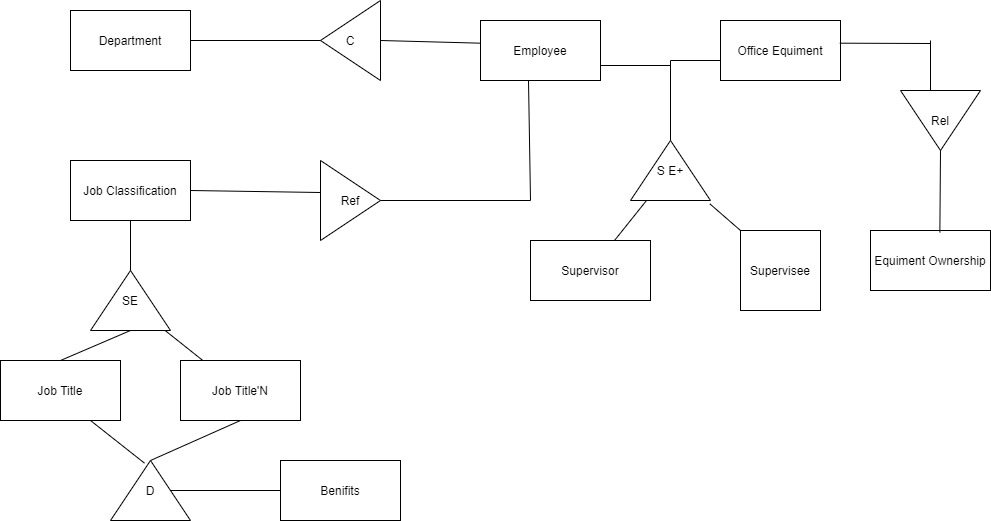 Department
C
Employee
Office Equiment
Rel
Job Classification
Ref
S E+
Supervisor
Supervisee
Equiment Ownership
SE
Job Title
Job Title'N
D
Benifits